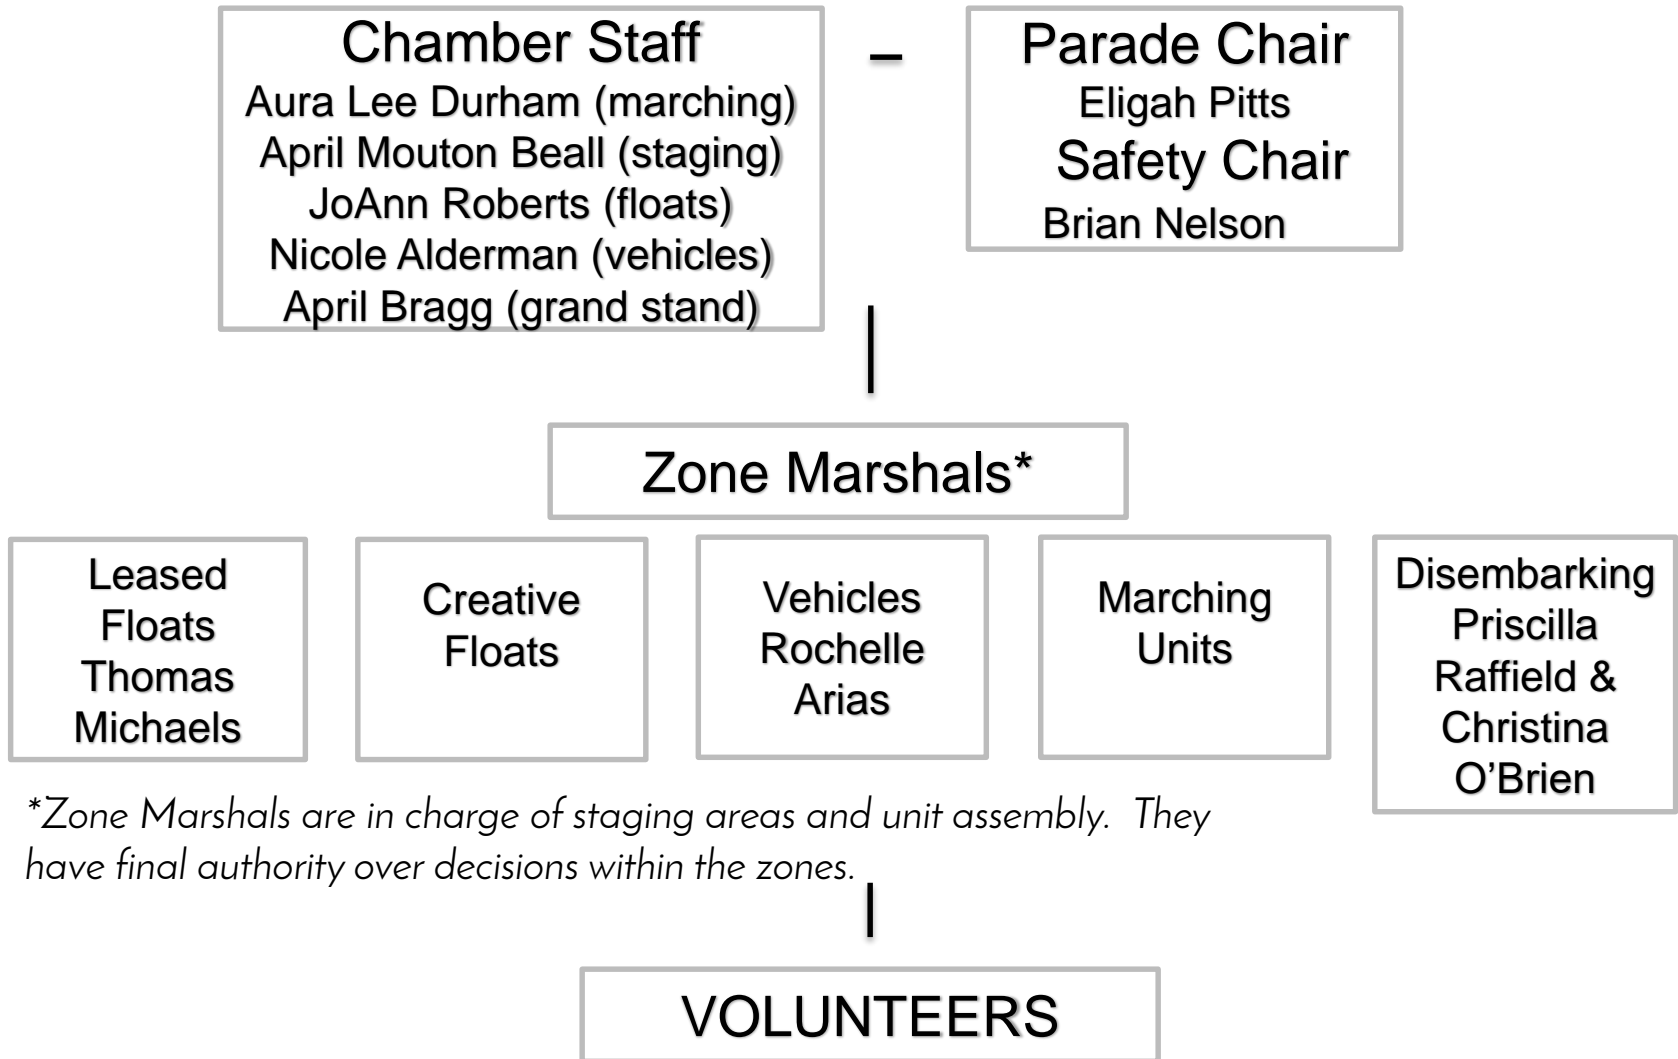 Chamber Staff
Aura Lee Durham (marching)
April Mouton Beall (staging)
JoAnn Roberts (floats)
Nicole Alderman (vehicles)
April Bragg (grand stand)
–
Parade Chair
Eligah Pitts
Safety Chair
Brian Nelson
Zone Marshals*
Leased
Floats
Thomas
Michaels
Creative
Floats
Vehicles
Rochelle
Arias
Marching
Units
Disembarking
Priscilla
Raffield &
Christina
O’Brien
*Zone Marshals are in charge of staging areas and unit assembly.  They
have final authority over decisions within the zones.
VOLUNTEERS